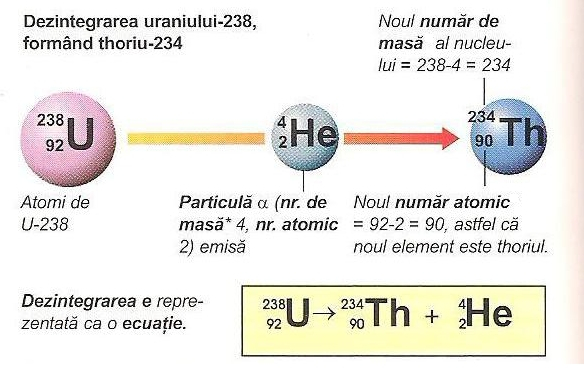 Dezintegrarea uraniului-238,
formând thoriu-234
Noul număr de
masă al nucleu-
lui = 238-4 = 234
238
92 U
4
2 He
234
90 Th
Atomi de
U-238
Particulă α (nr. de
masă* 4, nr. atomic
2) emisă
Noul număr atomic
= 92-2 = 90, astfel că
noul element este thoriul.
Dezintegrarea e repre-
zentată ca o ecuație.
238 92 U → 234 90 Th + 4 2 He